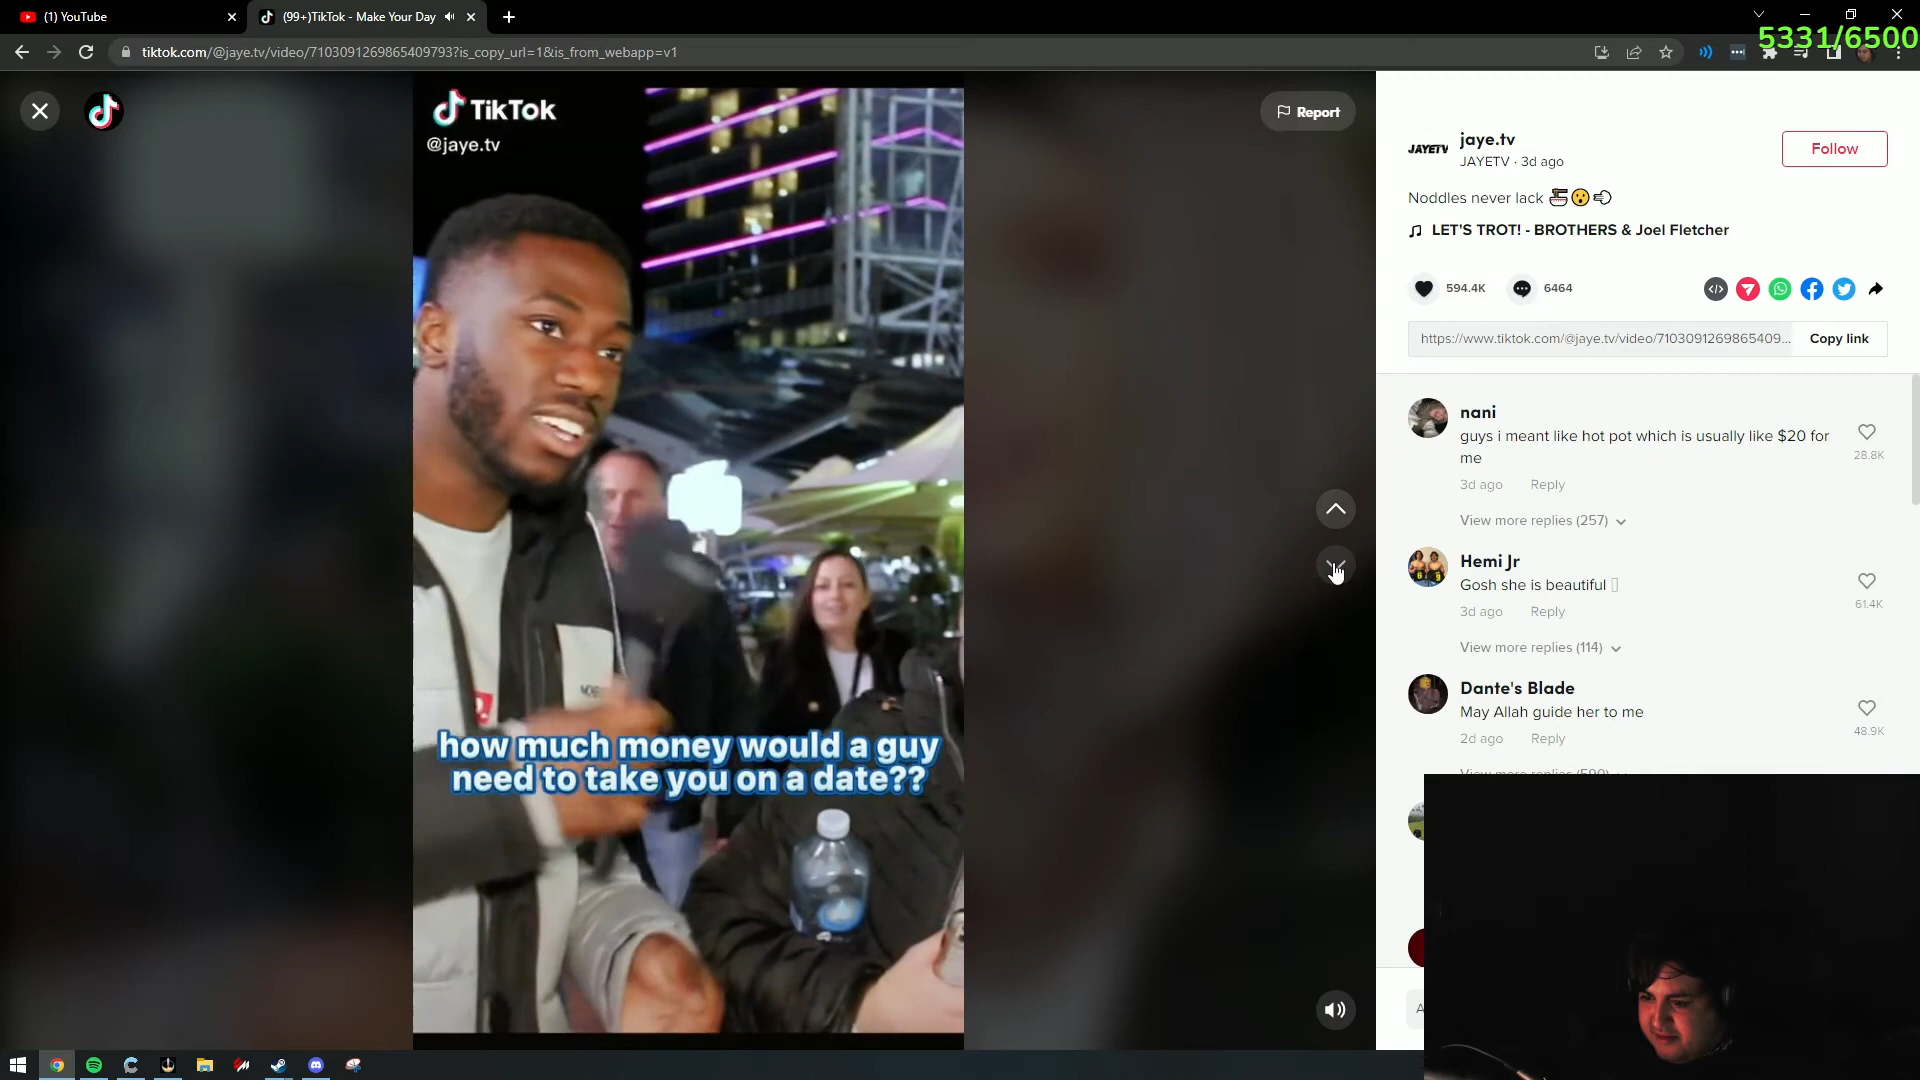 (1) YouTube
(99+)TikTok - Make Your Day
5331/6500
tiktok.com/@jaye.tv/video/7103091269865409793?is_copy_url=1&is_from_webapp=v1
TikTok
@jaye.tv
Report
how much money would a guy
need to take you on a date??
JAYETV
jaye.tv
JAYETV · 3d ago
Follow
Noddles never lack 🍜😮💨
LET'S TROT! - BROTHERS & Joel Fletcher
594.4K
6464
https://www.tiktok.com/@jaye.tv/video/7103091269865409...
Copy link
nani
guys i meant like hot pot which is usually like $20 for
me
28.8K
3d ago Reply
View more replies (257)
Hemi Jr
Gosh she is beautiful
61.4K
3d ago Reply
View more replies (114)
Dante's Blade
May Allah guide her to me
48.9K
2d ago Reply
View more replies (590)